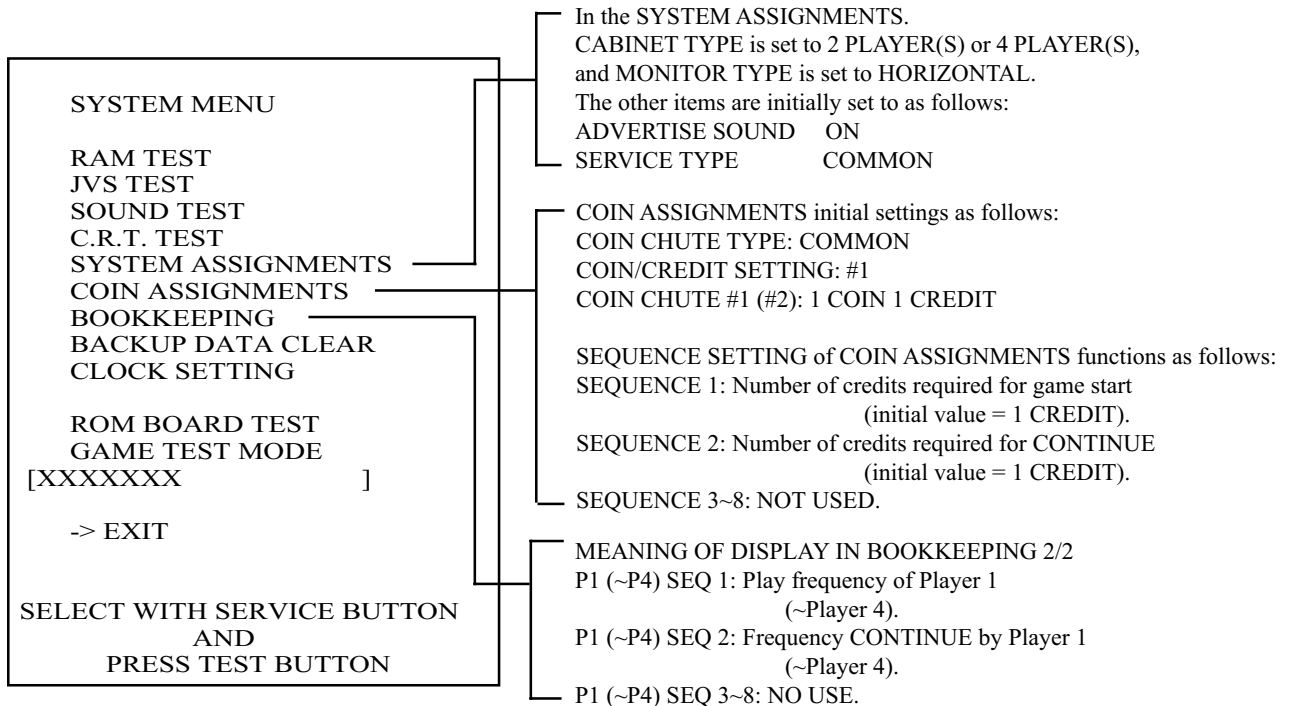 SYSTEM MENU
RAM TEST
JVS TEST
SOUND TEST
C.R.T. TEST
SYSTEM ASSIGNMENTS
COIN ASSIGNMENTS
BOOKKEEPING
BACKUP DATA CLEAR
CLOCK SETTING
ROM BOARD TEST
GAME TEST MODE
[XXXXXXX ]
-> EXIT
SELECT WITH SERVICE BUTTON
AND
PRESS TEST BUTTON
In the SYSTEM ASSIGNMENTS.
CABINET TYPE is set to 2 PLAYER(S) or 4 PLAYER(S),
and MONITOR TYPE is set to HORIZONTAL.
The other items are initially set to as follows:
ADVERTISE SOUND ON
SERVICE TYPE COMMON
COIN ASSIGNMENTS initial settings as follows:
COIN CHUTE TYPE: COMMON
COIN/CREDIT SETTING: #1
COIN CHUTE #1 (#2): 1 COIN 1 CREDIT
SEQUENCE SETTING of COIN ASSIGNMENTS functions as follows:
SEQUENCE 1: Number of credits required for game start
(initial value = 1 CREDIT).
SEQUENCE 2: Number of credits required for CONTINUE
(initial value = 1 CREDIT).
SEQUENCE 3~8: NOT USED.
MEANING OF DISPLAY IN BOOKKEEPING 2/2
P1 (~P4) SEQ 1: Play frequency of Player 1
(~Player 4).
P1 (~P4) SEQ 2: Frequency CONTINUE by Player 1
(~Player 4).
P1 (~P4) SEQ 3~8: NO USE.